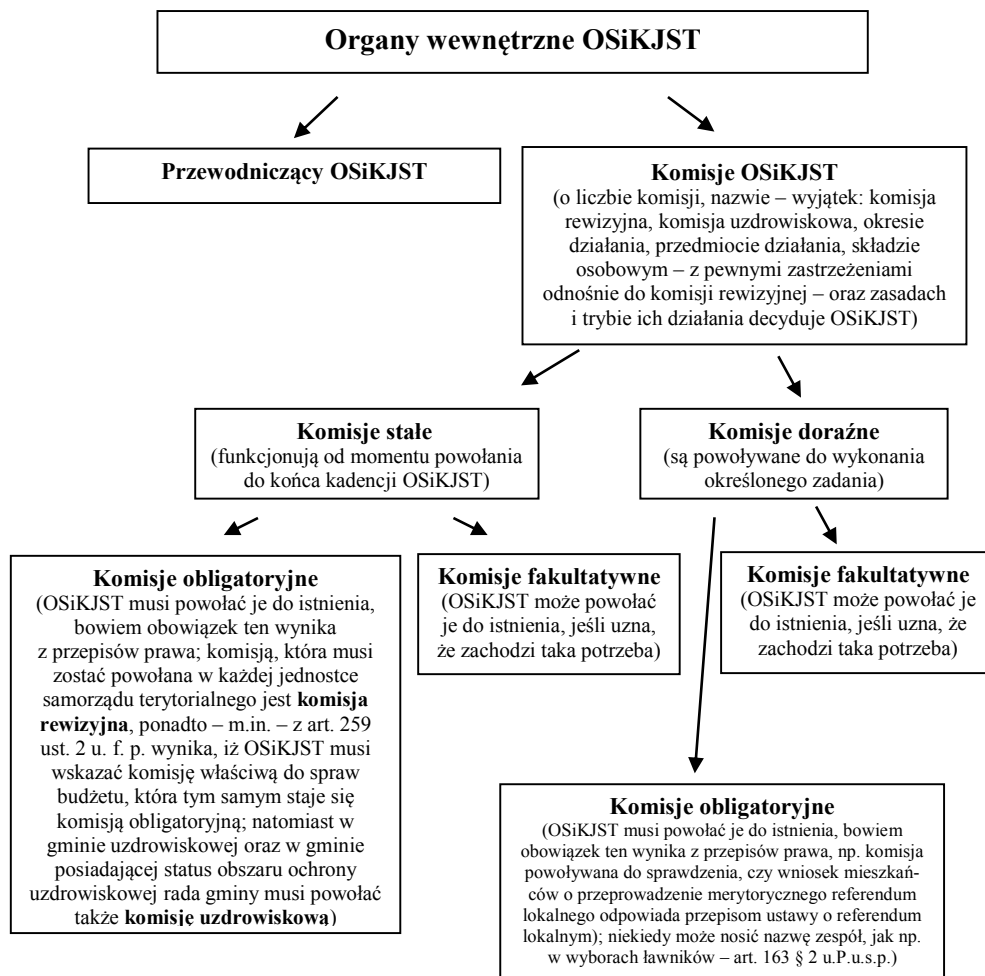 Organy wewnętrzne OSiKJST
Przewodniczący OSiKJST
Komisje OSiKJST
(o liczbie komisji, nazwie – wyjątek: komisja
rewizyjna, komisja uzdrowiskowa, okresie
działania, przedmiocie działania, składzie
osobowym – z pewnymi zastrzeżeniami
odnośnie do komisji rewizyjnej – oraz zasadach
i trybie ich działania decyduje OSiKJST)
Komisje stałe
(funkcjonują od momentu powołania
do końca kadencji OSiKJST)
Komisje doraźne
(są powoływane do wykonania
określonego zadania)
Komisje obligatoryjne
(OSiKJST musi powołać je do istnienia,
bowiem obowiązek ten wynika
z przepisów prawa; komisją, która musi
zostać powołana w każdej jednostce
samorządu terytorialnego jest komisja
rewizyjna, ponadto – m.in. – z art. 259
ust. 2 u. f. p. wynika, iż OSiKJST musi
wskazać komisję właściwą do spraw
budżetu, która tym samym staje się
komisją obligatoryjną; natomiast w
gminie uzdrowiskowej oraz w gminie
posiadającej status obszaru ochrony
uzdrowiskowej rada gminy musi powołać
także komisję uzdrowiskową)
Komisje fakultatywne
(OSiKJST może powołać
je do istnienia, jeśli uzna,
że zachodzi taka potrzeba)
Komisje fakultatywne
(OSiKJST może powołać je
do istnienia, jeśli uzna, że
zachodzi taka potrzeba)
Komisje obligatoryjne
(OSiKJST musi powołać je do istnienia, bowiem
obowiązek ten wynika z przepisów prawa, np. komisja
powoływana do sprawdzenia, czy wniosek mieszkań-
ców o przeprowadzenie merytorycznego referendum
lokalnego odpowiada przepisom ustawy o referendum
lokalnym); niekiedy może nosić nazwę zespół, jak np.
w wyborach ławników – art. 163 § 2 u.P.u.s.p.)